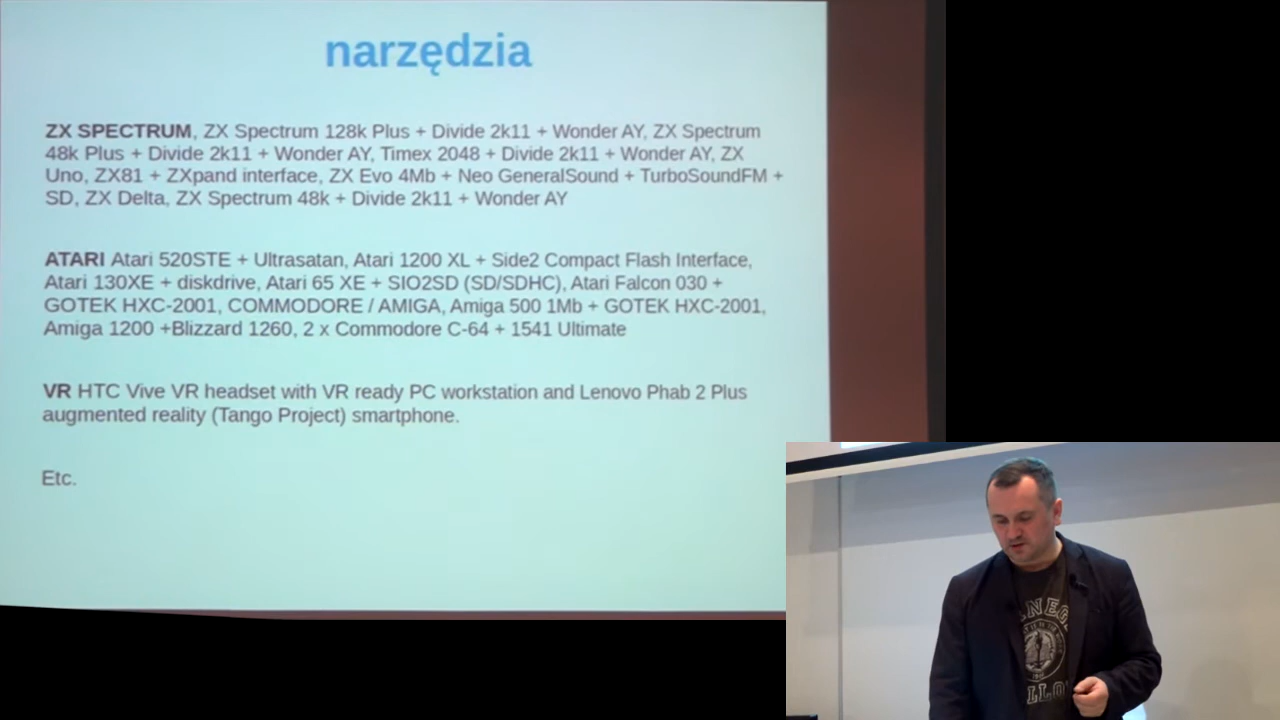 narzędzia
ZX SPECTRUM, ZX Spectrum 128k Plus + Divide 2k11 + Wonder AY, ZX Spectrum
48k Plus + Divide 2k11 + Wonder AY, Timex 2048 + Divide 2k11 + Wonder AY, ZX
Uno, ZX81 + ZXpand interface, ZX Evo 4Mb + Neo GeneralSound + TurboSoundFM +
SD, ZX Delta, ZX Spectrum 48k + Divide 2k11 + Wonder AY
ATARI Atari 520STE + Ultrasatan, Atari 1200 XL + Side2 Compact Flash Interface,
Atari 130XE + diskdrive, Atari 65 XE + SIO2SD (SD/SDHC), Atari Falcon 030 +
GOTEK HXC-2001, COMMODORE / AMIGA, Amiga 500 1Mb + GOTEK HXC-2001,
Amiga 1200 +Blizzard 1260, 2 x Commodore C-64 + 1541 Ultimate
VR HTC Vive VR headset with VR ready PC workstation and Lenovo Phab 2 Plus
augmented reality (Tango Project) smartphone.
Etc.